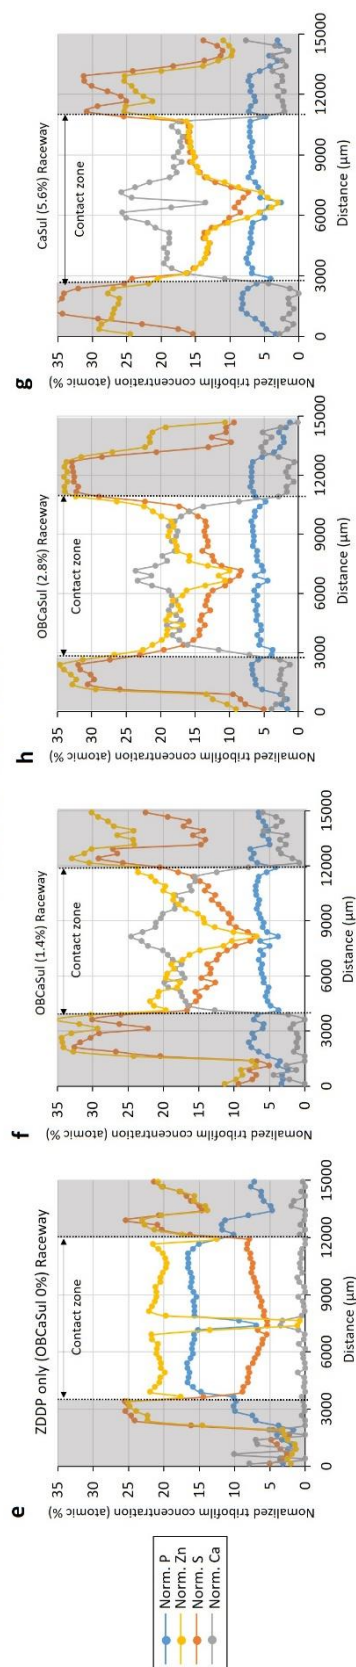 Norm. P
Norm. Zn
Norm. S
Norm. Ca
e
ZDDP only (OBCaSul 0%) Raceway
Contact zone
Normalized tribofilm concentration (atomic %)
35
30
25
20
15
10
5
0
0
3000
6000
9000
12000
15000
Distance (µm)
f
OBCaSul (1.4%) Raceway
Contact zone
Normalized tribofilm concentration (atomic %)
35
30
25
20
15
10
5
0
0
3000
6000
9000
12000
15000
Distance (µm)
h
OBCaSul (2.8%) Raceway
Contact zone
Normalized tribofilm concentration (atomic %)
35
30
25
20
15
10
5
0
0
3000
6000
9000
12000
15000
Distance (µm)
g
CaSul (5.6%) Raceway
Contact zone
Normalized tribofilm concentration (atomic %)
35
30
25
20
15
10
5
0
0
3000
6000
9000
12000
15000
Distance (µm)